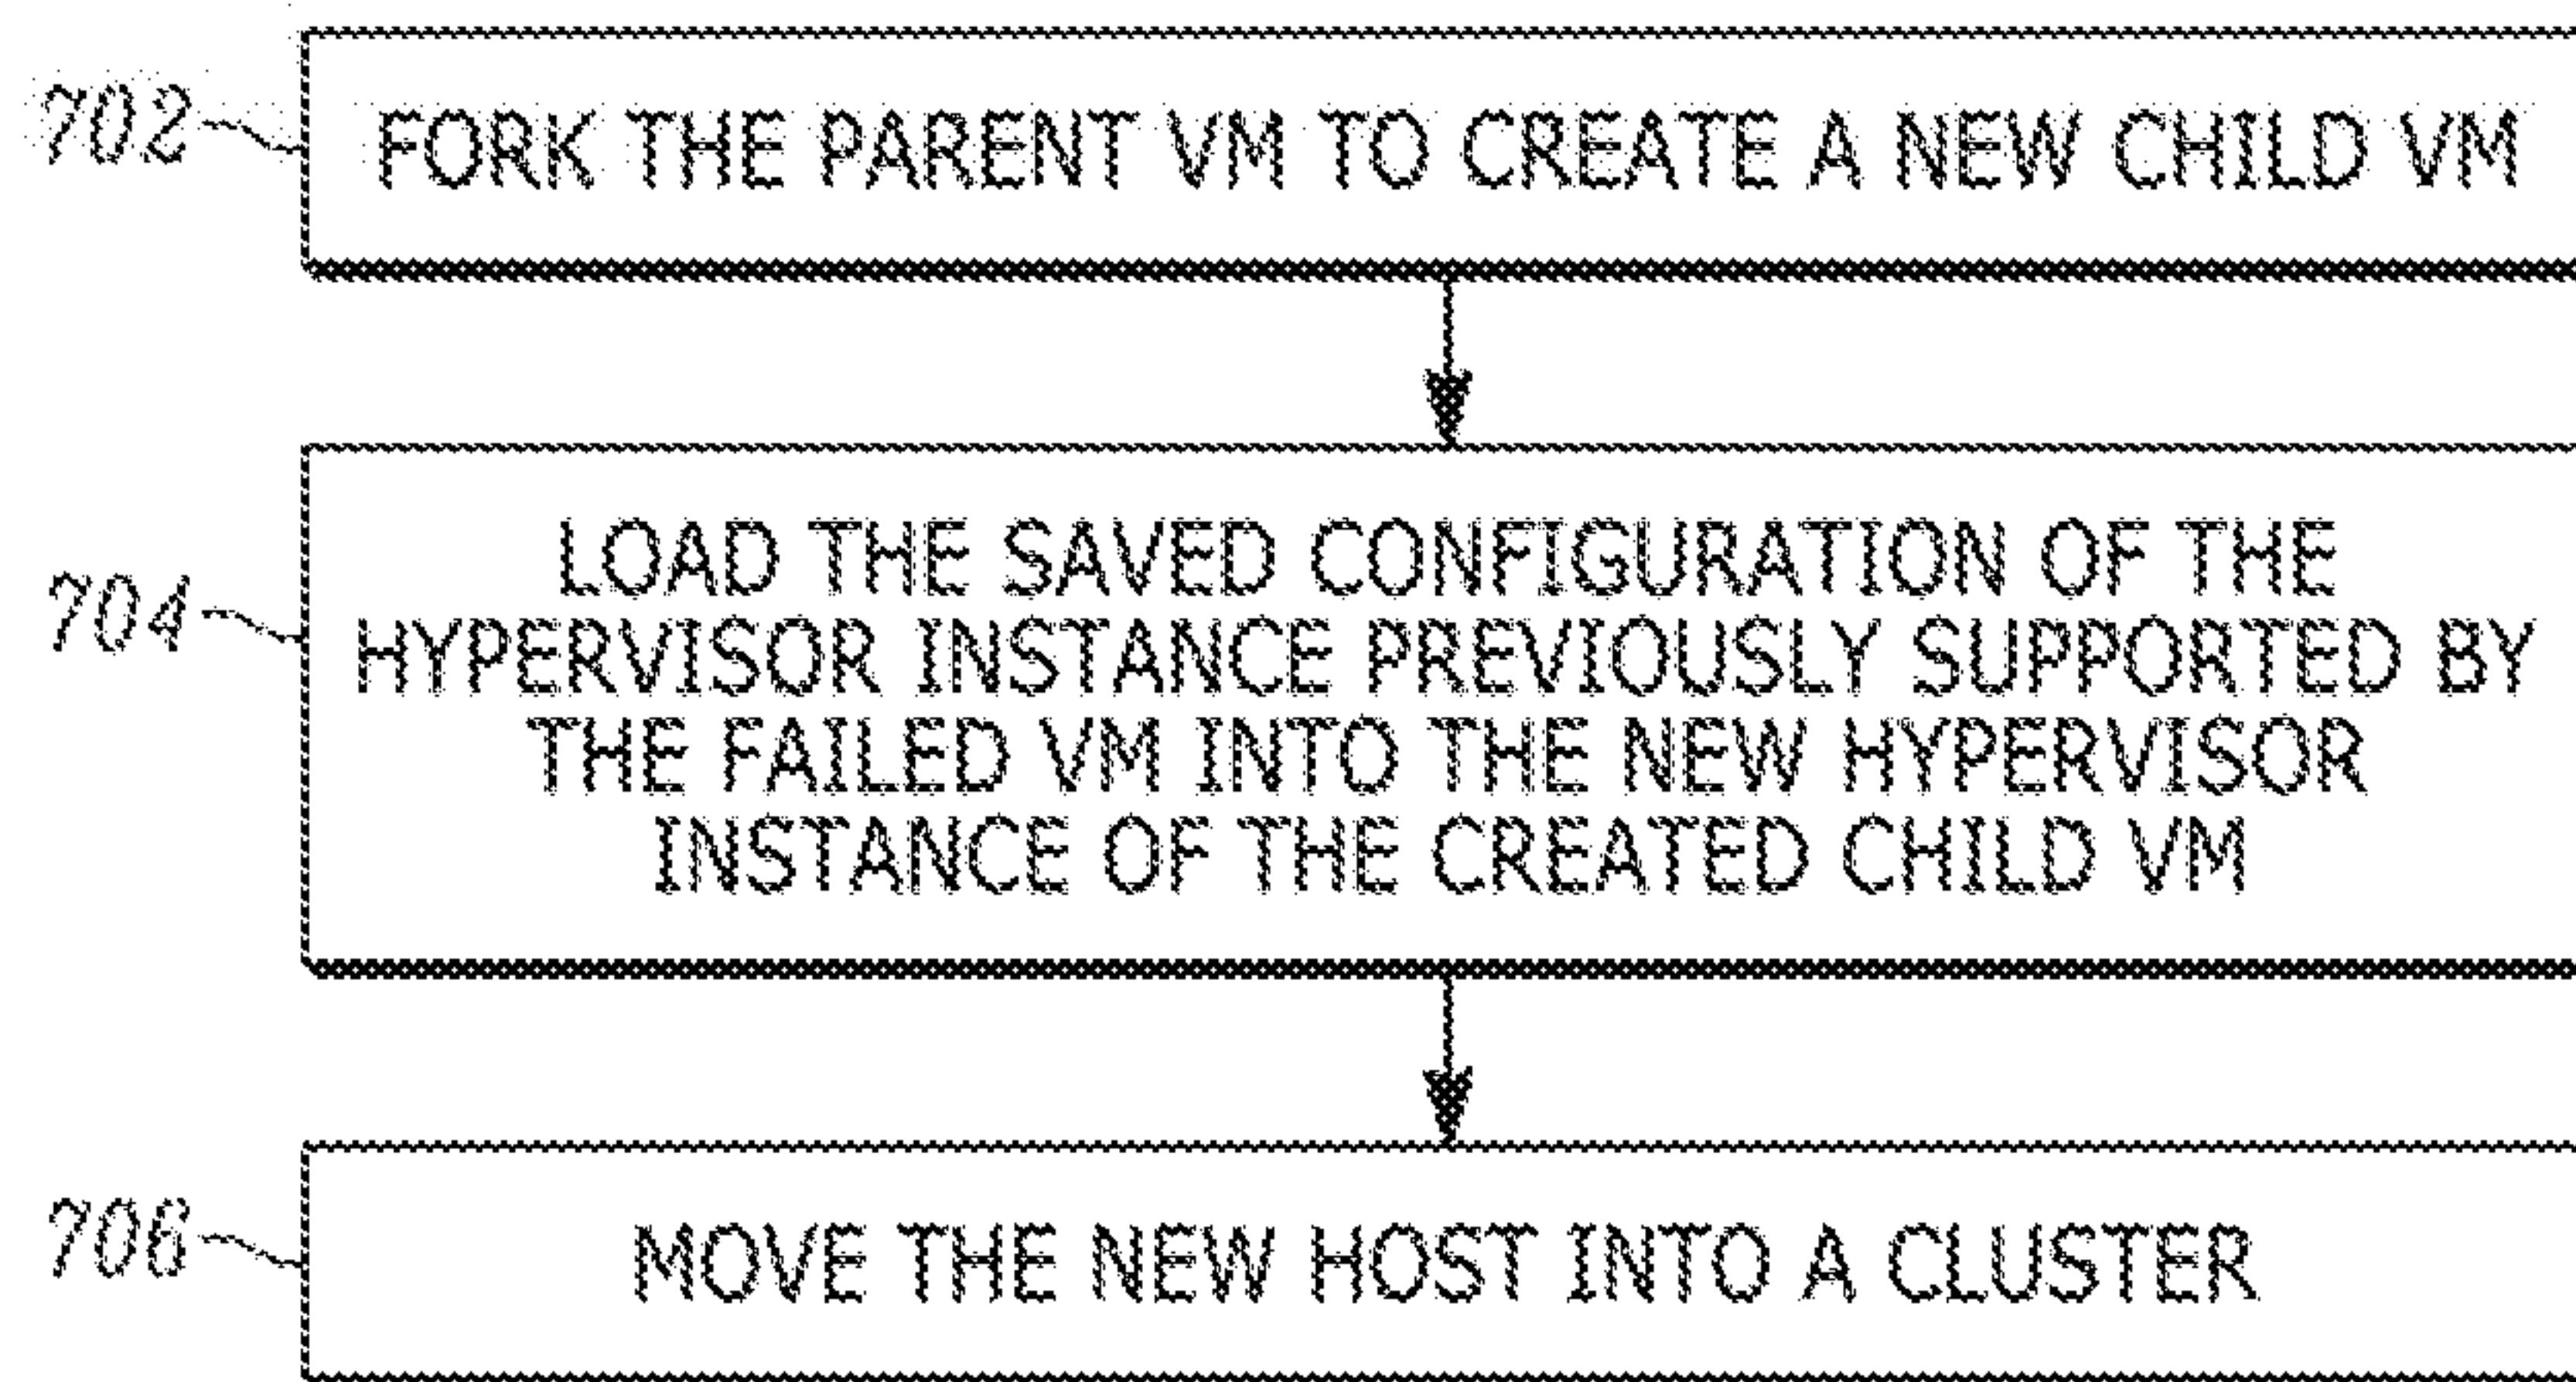 702
FORK THE PARENT VM TO CREATE A NEW CHILD VM
704
LOAD THE SAVED CONFIGURATION OF THE
HYPERVISOR INSTANCE PREVIOUSLY SUPPORTED BY
THE FAILED VM INTO THE NEW HYPERVISOR
INSTANCE OF THE CREATED CHILD VM
706
MOVE THE NEW HOST INTO A CLUSTER